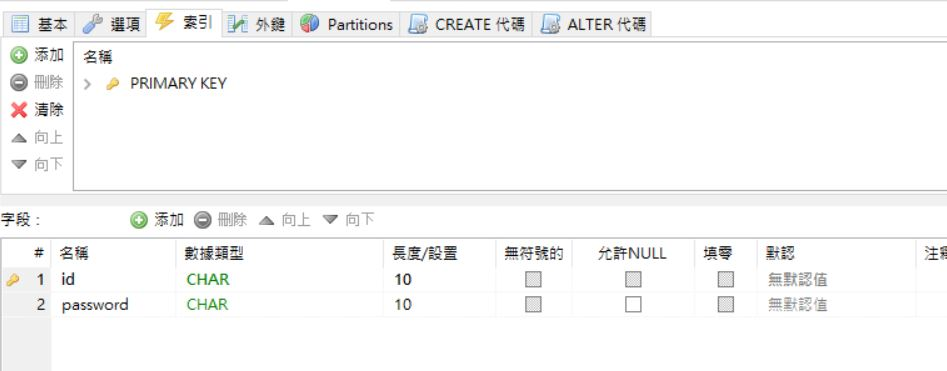 基本 選項 索引 外鍵 Partitions CREATE 代碼 ALTER 代碼
添加 名稱
刪除 PRIMARY KEY
清除
向上
向下
字段： 添加 刪除 向上 向下
# 名稱 數據類型 長度/設置 無符號的 允許NULL 填零 默認 注釋
1 id CHAR 10 無默認值
2 password CHAR 10 無默認值